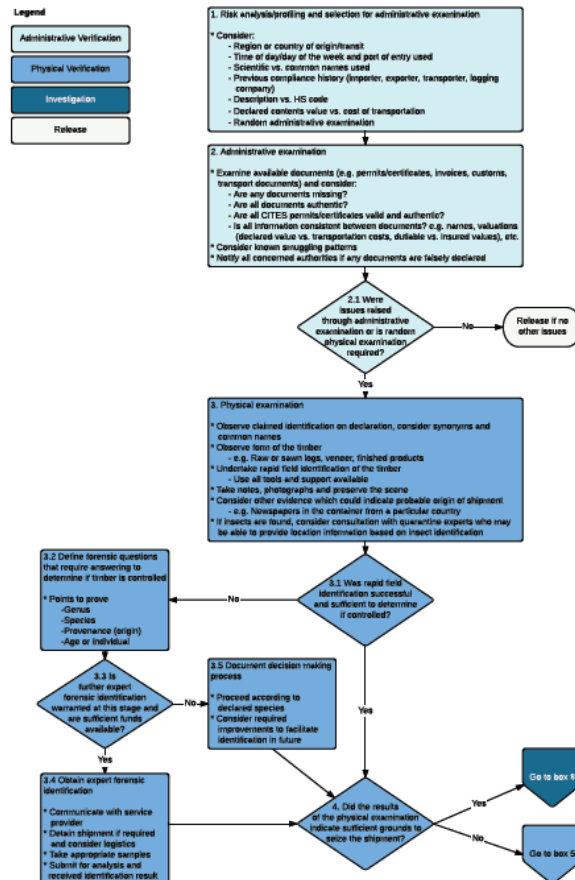 Legend
Administrative Verification
Physical Verification
Investigation
Release
1. Risk analysis/profiling and selection for administrative examination
* Consider:
- Region or country of origin/transit
- Time of day/day of the week and port of entry used
- Scientific vs. common names used
- Previous compliance history (importer, exporter, transporter, logging
company)
- Description vs. HS code
- Declared contents value vs. cost of transportation
- Random administrative examination
2. Administrative examination
* Examine available documents (e.g. permits/certificates, invoices, customs,
transport documents) and consider:
- Are any documents missing?
- Are all documents authentic?
- Are all CITES permits/certificates valid and authentic?
- Is all information consistent between documents? e.g. names, valuations
(declared value vs. transportation costs, dutiable vs. insured values), etc.
* Consider known smuggling patterns
* Notify all concerned authorities if any documents are falsely declared
2.1 Were
issues raised
through administrative
examination or is random
physical examination
required?
No
Release if no
other issues
Yes
3. Physical examination
* Observe claimed identification on declaration, consider synonyms and
common names
* Observe form of the timber
- e.g. Raw or sawn logs, veneer, finished products
* Undertake rapid field identification of the timber
- Use all tools and support available
* Take notes, photographs and preserve the scene
* Consider other evidence which could indicate probable origin of shipment
- e.g. Newspapers in the container from a particular country
* If insects are found, consider consultation with quarantine experts who may
be able to provide location information based on insect identification
3.1 Was rapid field
identification successful
and sufficient to determine
if controlled?
No
3.2 Define forensic questions
that require answering to
determine if timber is controlled
* Points to prove
-Genus
-Species
-Provenance (origin)
-Age or individual
3.3 Is
further expert
forensic identification
warranted at this stage and
are sufficient funds
available?
No
3.5 Document decision making
process
* Proceed according to
declared species
* Consider required
improvements to facilitate
identification in future
Yes
Yes
3.4 Obtain expert forensic
identification
* Communicate with service
provider
* Detain shipment if required
and consider logistics
* Take appropriate samples
* Submit for analysis and
received identification result
4. Did the results
of the physical examination
indicate sufficient grounds to
seize the shipment?
Yes
Go to box 6
No
Go to box 5